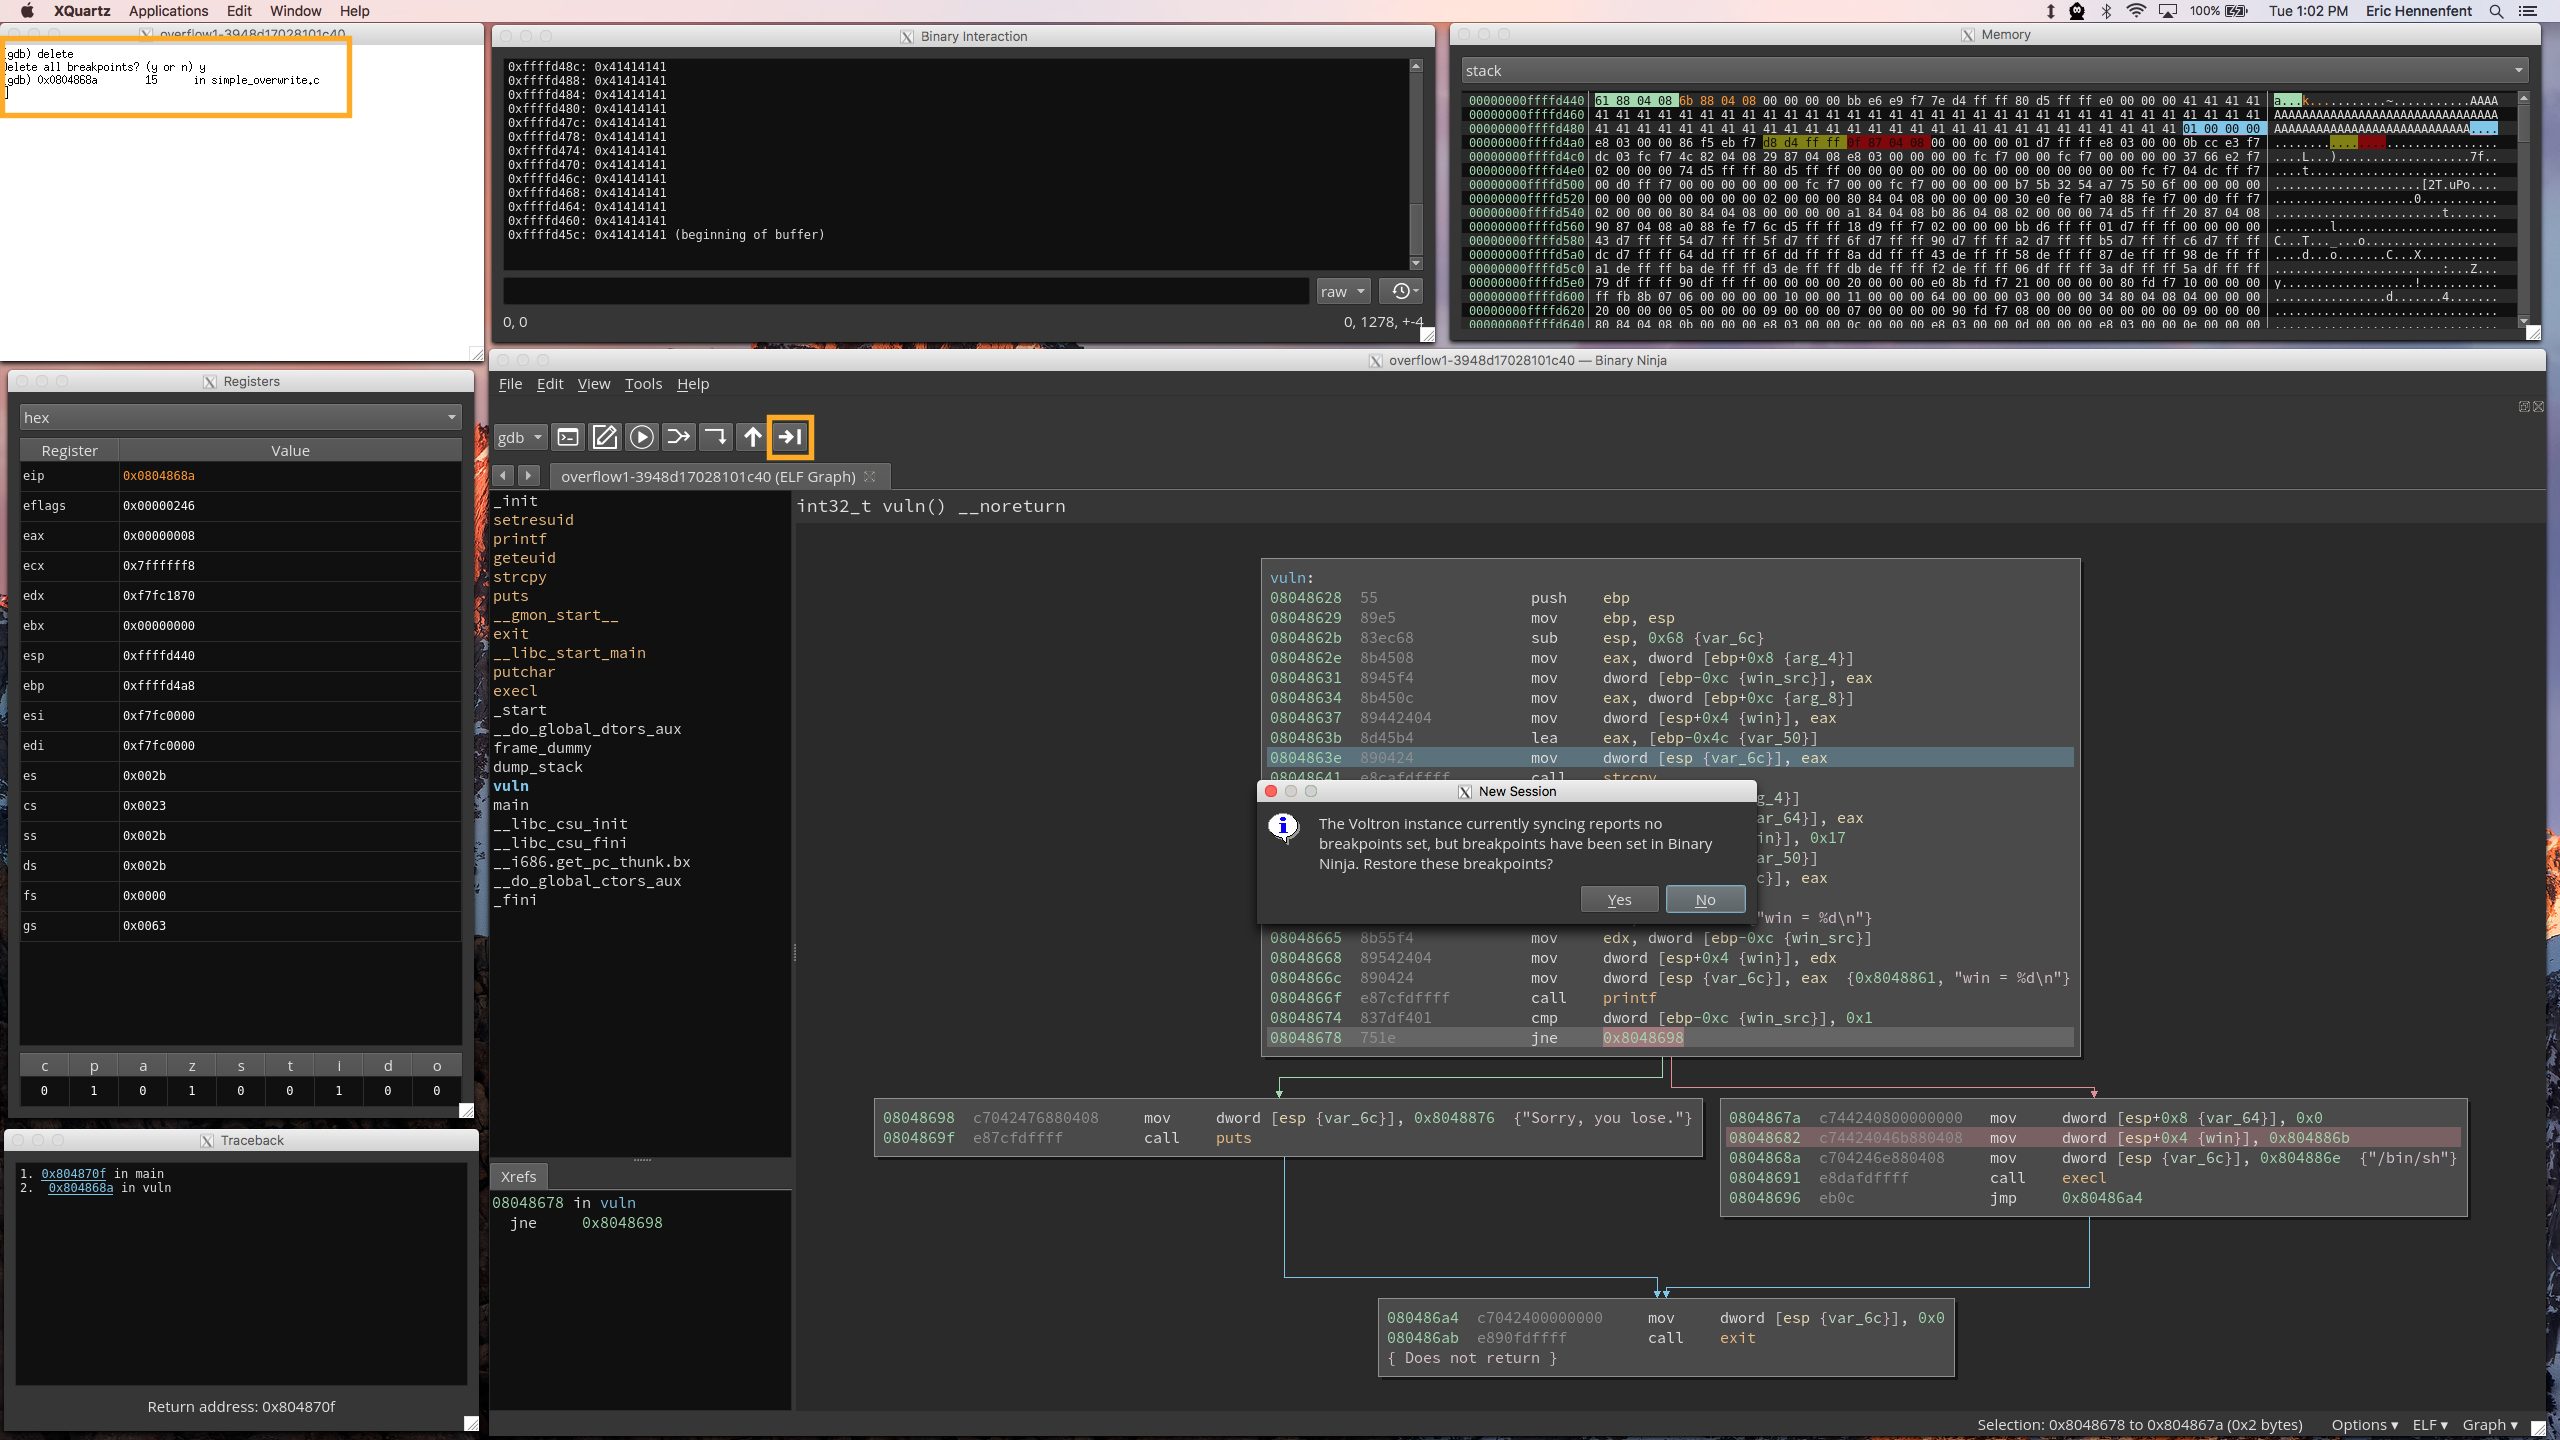 XQuartz Applications Edit Window Help
100% Tue 1:02 PM Eric Hennenfent
overflow1-3948d17028101c40
(gdb) delete
Delete all breakpoints? (y or n) y
(gdb) 0x0804868a 15 in simple_overwrite.c
Binary Interaction
0xffffd48c: 0x41414141
0xffffd488: 0x41414141
0xffffd484: 0x41414141
0xffffd480: 0x41414141
0xffffd47c: 0x41414141
0xffffd478: 0x41414141
0xffffd474: 0x41414141
0xffffd470: 0x41414141
0xffffd46c: 0x41414141
0xffffd468: 0x41414141
0xffffd464: 0x41414141
0xffffd460: 0x41414141
0xffffd45c: 0x41414141 (beginning of buffer)
raw
0, 0
0, 1278, +-4
Memory
stack
00000000ffffd440 61 88 04 08 6b 88 04 08 00 00 00 00 bb e6 e9 f7 7e d4 ff ff 80 d5 ff ff e0 00 00 00 41 41 41 41 a...k..........~...........AAAA
00000000ffffd460 41 41 41 41 41 41 41 41 41 41 41 41 41 41 41 41 41 41 41 41 41 41 41 41 41 41 41 41 41 41 41 41 AAAAAAAAAAAAAAAAAAAAAAAAAAAAAAAA
00000000ffffd480 41 41 41 41 41 41 41 41 41 41 41 41 41 41 41 41 41 41 41 41 41 41 41 41 41 41 41 41 01 00 00 00 AAAAAAAAAAAAAAAAAAAAAAAAAAAA....
00000000ffffd4a0 e8 03 00 00 86 f5 eb f7 d8 d4 ff ff 0f 87 04 08 00 00 00 00 01 d7 ff ff e8 03 00 00 0b cc e3 f7
00000000ffffd4c0 dc 03 fc f7 4c 82 04 08 29 87 04 08 e8 03 00 00 00 00 fc f7 00 00 fc f7 00 00 00 00 37 66 e2 f7 ....L...)...................7f..
00000000ffffd4e0 02 00 00 00 74 d5 ff ff 80 d5 ff ff 00 00 00 00 00 00 00 00 00 00 00 00 00 00 fc f7 04 dc ff f7 ....t...........................
00000000ffffd500 00 d0 ff f7 00 00 00 00 00 00 fc f7 00 00 fc f7 00 00 00 00 b7 5b 32 54 a7 75 50 6f 00 00 00 00 .....................[2T.uPo....
00000000ffffd520 00 00 00 00 00 00 00 00 02 00 00 00 80 84 04 08 00 00 00 00 30 e0 fe f7 a0 88 fe f7 00 d0 ff f7 ....................0...........
00000000ffffd540 02 00 00 00 80 84 04 08 00 00 00 00 a1 84 04 08 b0 86 04 08 02 00 00 00 74 d5 ff ff 20 87 04 08 ........................t... ...
00000000ffffd560 90 87 04 08 a0 88 fe f7 6c d5 ff ff 18 d9 ff f7 02 00 00 00 bb d6 ff ff 01 d7 ff ff 00 00 00 00 ........l.......................
00000000ffffd580 43 d7 ff ff 54 d7 ff ff 5f d7 ff ff 6f d7 ff ff 90 d7 ff ff a2 d7 ff ff b5 d7 ff ff c6 d7 ff ff C...T..._...o...................
00000000ffffd5a0 dc d7 ff ff 64 dd ff ff 6f dd ff ff 8a dd ff ff 43 de ff ff 58 de ff ff 87 de ff ff 98 de ff ff ....d...o.......C...X...........
00000000ffffd5c0 a1 de ff ff ba de ff ff d3 de ff ff db de ff ff f2 de ff ff 06 df ff ff 3a df ff ff 5a df ff ff ........................:...Z...
00000000ffffd5e0 79 df ff ff 90 df ff ff 00 00 00 00 20 00 00 00 e0 8b fd f7 21 00 00 00 00 80 fd f7 10 00 00 00 y...............!...............
00000000ffffd600 ff fb 8b 07 06 00 00 00 00 10 00 00 11 00 00 00 64 00 00 00 03 00 00 00 34 80 04 08 04 00 00 00 ................d.......4.......
00000000ffffd620 20 00 00 00 05 00 00 00 09 00 00 00 07 00 00 00 00 90 fd f7 08 00 00 00 00 00 00 00 09 00 00 00
00000000ffffd640 80 84 04 08 0b 00 00 00 e8 03 00 00 0c 00 00 00 e8 03 00 00 0d 00 00 00 e8 03 00 00 0e 00 00 00
overflow1-3948d17028101c40 — Binary Ninja
File Edit View Tools Help
gdb
overflow1-3948d17028101c40 (ELF Graph)
Registers
hex
Register Value
eip 0x0804868a
eflags 0x00000246
eax 0x00000008
ecx 0x7ffffff8
edx 0xf7fc1870
ebx 0x00000000
esp 0xffffd440
ebp 0xffffd4a8
esi 0xf7fc0000
edi 0xf7fc0000
es 0x002b
cs 0x0023
ss 0x002b
ds 0x002b
fs 0x0000
gs 0x0063
c p a z s t i d o
0 1 0 1 0 0 1 0 0
Traceback
1. 0x804870f in main
2. 0x804868a in vuln
Return address: 0x804870f
_init
setresuid
printf
geteuid
strcpy
puts
__gmon_start__
exit
__libc_start_main
putchar
execl
_start
__do_global_dtors_aux
frame_dummy
dump_stack
vuln
main
__libc_csu_init
__libc_csu_fini
__i686.get_pc_thunk.bx
__do_global_ctors_aux
_fini
Xrefs
08048678 in vuln
jne 0x8048698
int32_t vuln() __noreturn
vuln:
08048628 55 push ebp
08048629 89e5 mov ebp, esp
0804862b 83ec68 sub esp, 0x68 {var_6c}
0804862e 8b4508 mov eax, dword [ebp+0x8 {arg_4}]
08048631 8945f4 mov dword [ebp-0xc {win_src}], eax
08048634 8b450c mov eax, dword [ebp+0xc {arg_8}]
08048637 89442404 mov dword [esp+0x4 {win}], eax
0804863b 8d45b4 lea eax, [ebp-0x4c {var_50}]
0804863e 890424 mov dword [esp {var_6c}], eax
08048641 e8cafdffff call strcpy
g_4}]
ar_64}], eax
in}], 0x17
ar_50}]
c}], eax
"win = %d\n"}
New Session
The Voltron instance currently syncing reports no
breakpoints set, but breakpoints have been set in Binary
Ninja. Restore these breakpoints?
Yes No
08048665 8b55f4 mov edx, dword [ebp-0xc {win_src}]
08048668 89542404 mov dword [esp+0x4 {win}], edx
0804866c 890424 mov dword [esp {var_6c}], eax {0x8048861, "win = %d\n"}
0804866f e87cfdffff call printf
08048674 837df401 cmp dword [ebp-0xc {win_src}], 0x1
08048678 751e jne 0x8048698
08048698 c7042476880408 mov dword [esp {var_6c}], 0x8048876 {"Sorry, you lose."}
0804869f e87cfdffff call puts
0804867a c744240800000000 mov dword [esp+0x8 {var_64}], 0x0
08048682 c74424046b880408 mov dword [esp+0x4 {win}], 0x804886b
0804868a c704246e880408 mov dword [esp {var_6c}], 0x804886e {"/bin/sh"}
08048691 e8dafdffff call execl
08048696 eb0c jmp 0x80486a4
080486a4 c7042400000000 mov dword [esp {var_6c}], 0x0
080486ab e890fdffff call exit
{ Does not return }
Selection: 0x8048678 to 0x804867a (0x2 bytes) Options ▾ ELF ▾ Graph ▾